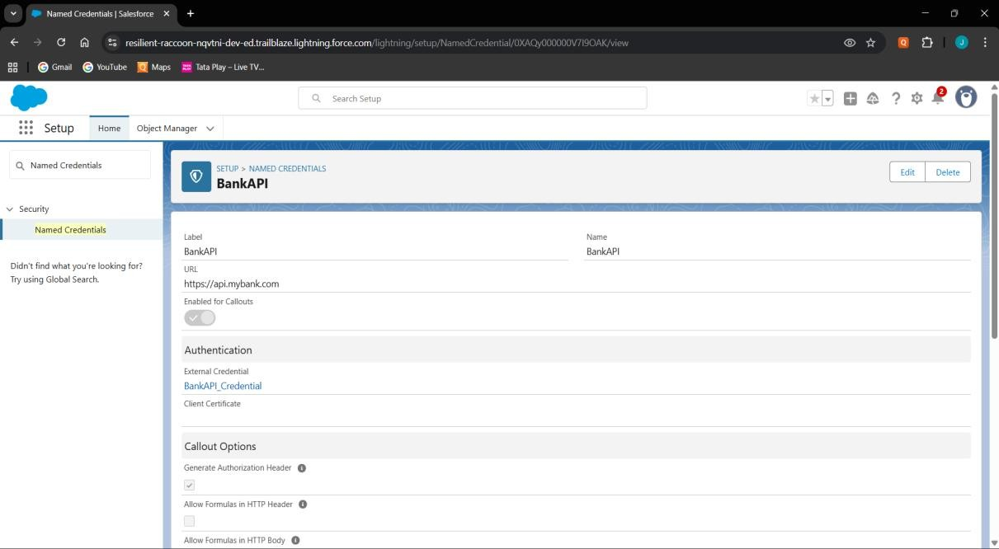 Named Credentials | Salesforce
resilient-raccoon-nqvtni-dev-ed.trailblaze.lightning.force.com/lightning/setup/NamedCredential/0XAQy000000V7I9OAK/view
Q
J
Gmail
YouTube
Maps
Tata Play – Live TV...
Search Setup
2
Setup
Home
Object Manager
Named Credentials
Security
Named Credentials
Didn't find what you're looking for?
Try using Global Search.
SETUP > NAMED CREDENTIALS
BankAPI
Edit
Delete
Label
BankAPI
Name
BankAPI
URL
https://api.mybank.com
Enabled for Callouts
Authentication
External Credential
BankAPI_Credential
Client Certificate
Callout Options
Generate Authorization Header
Allow Formulas in HTTP Header
Allow Formulas in HTTP Body